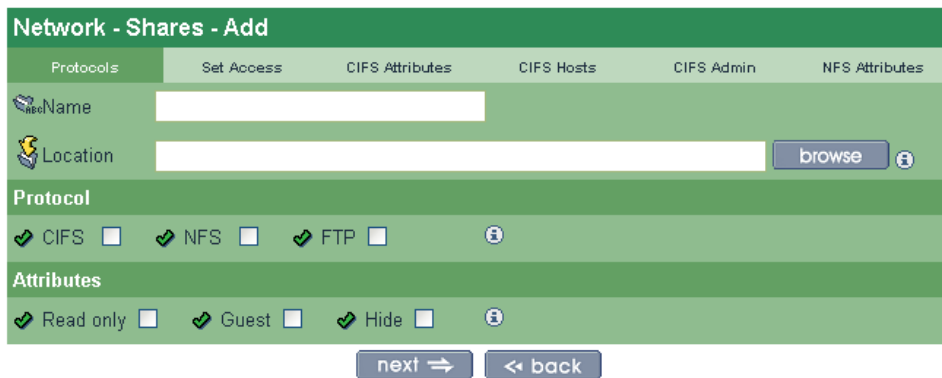 Network - Shares - Add
Protocols Set Access CIFS Attributes CIFS Hosts CIFS Admin NFS Attributes
ABC Name
Location browse i
Protocol
CIFS NFS FTP i
Attributes
Read only Guest Hide i
next back